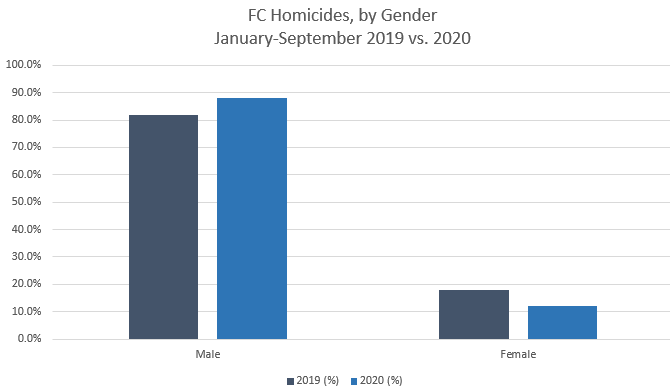 FC Homicides, by Gender
January-September 2019 vs. 2020
100.0%
90.0%
80.0%
70.0%
60.0%
50.0%
40.0%
30.0%
20.0%
10.0%
0.0%
Male Female
2019 (%) 2020 (%)